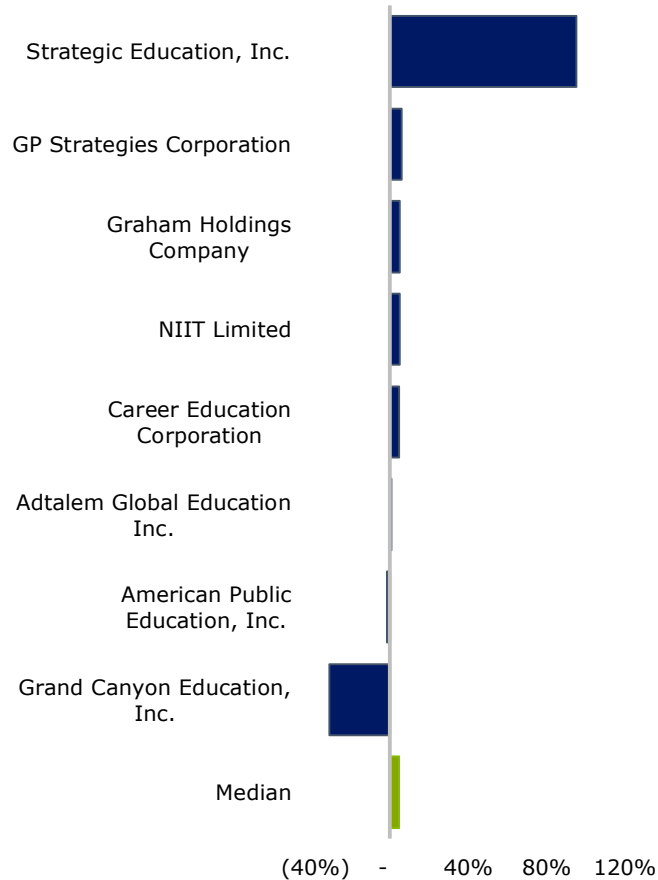 Strategic Education, Inc.
GP Strategies Corporation
Graham Holdings
Company
NIIT Limited
Career Education
Corporation
Adtalem Global Education
Inc.
American Public
Education, Inc.
Grand Canyon Education,
Inc.
Median
(40%) - 40% 80% 120%